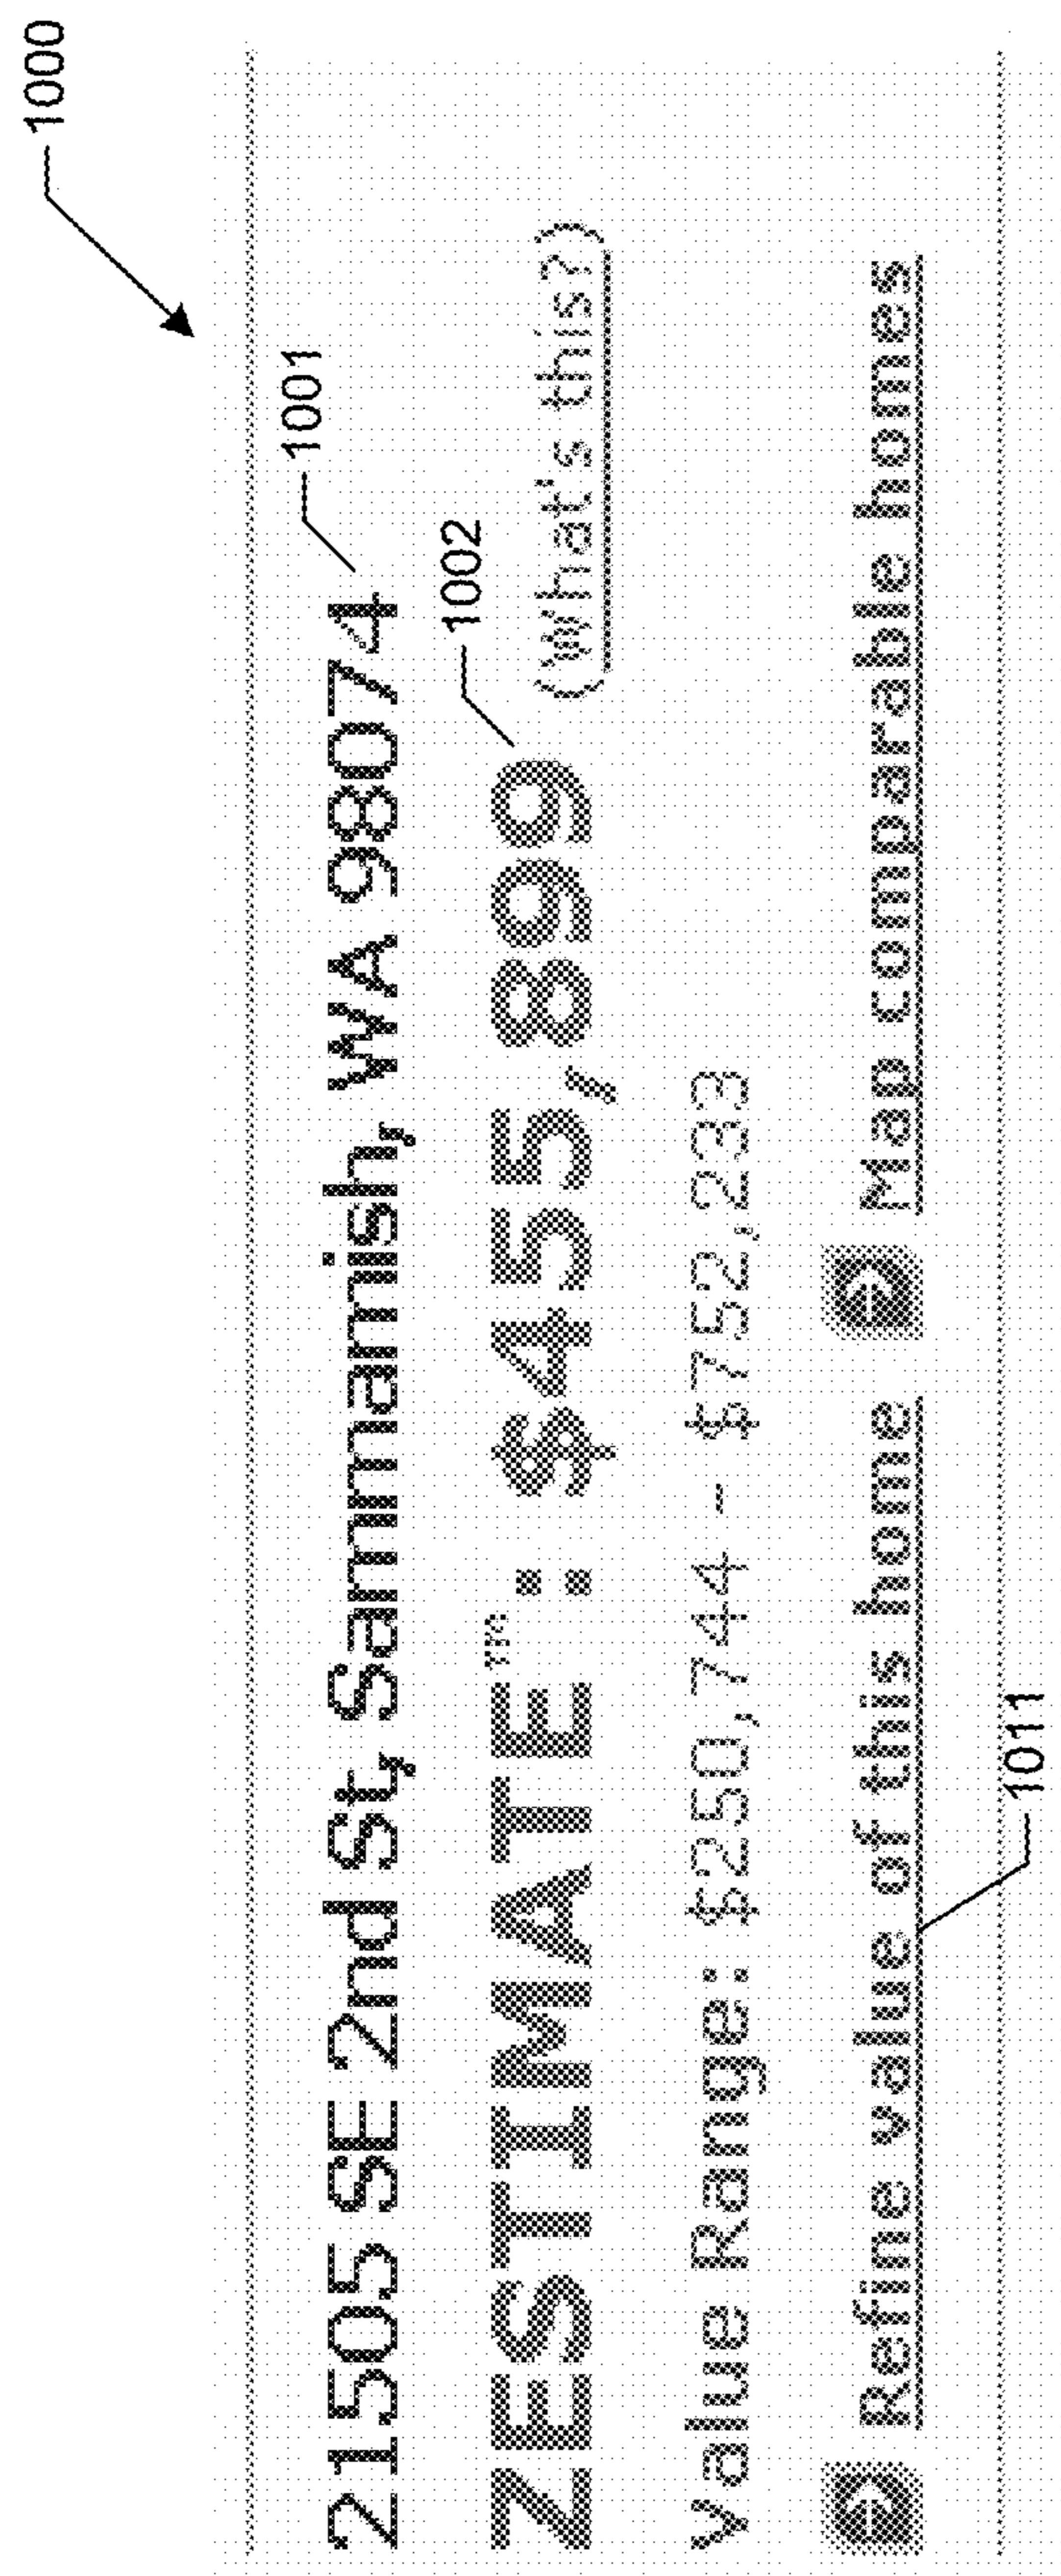 1000
21505 SE 2nd St, Sammamish, WA 98074
1001
ZESTIMATE™: $455,899 (What's this?)
1002
Value Range: $250,744 - $752,233
Refine value of this home Map comparable homes
1011